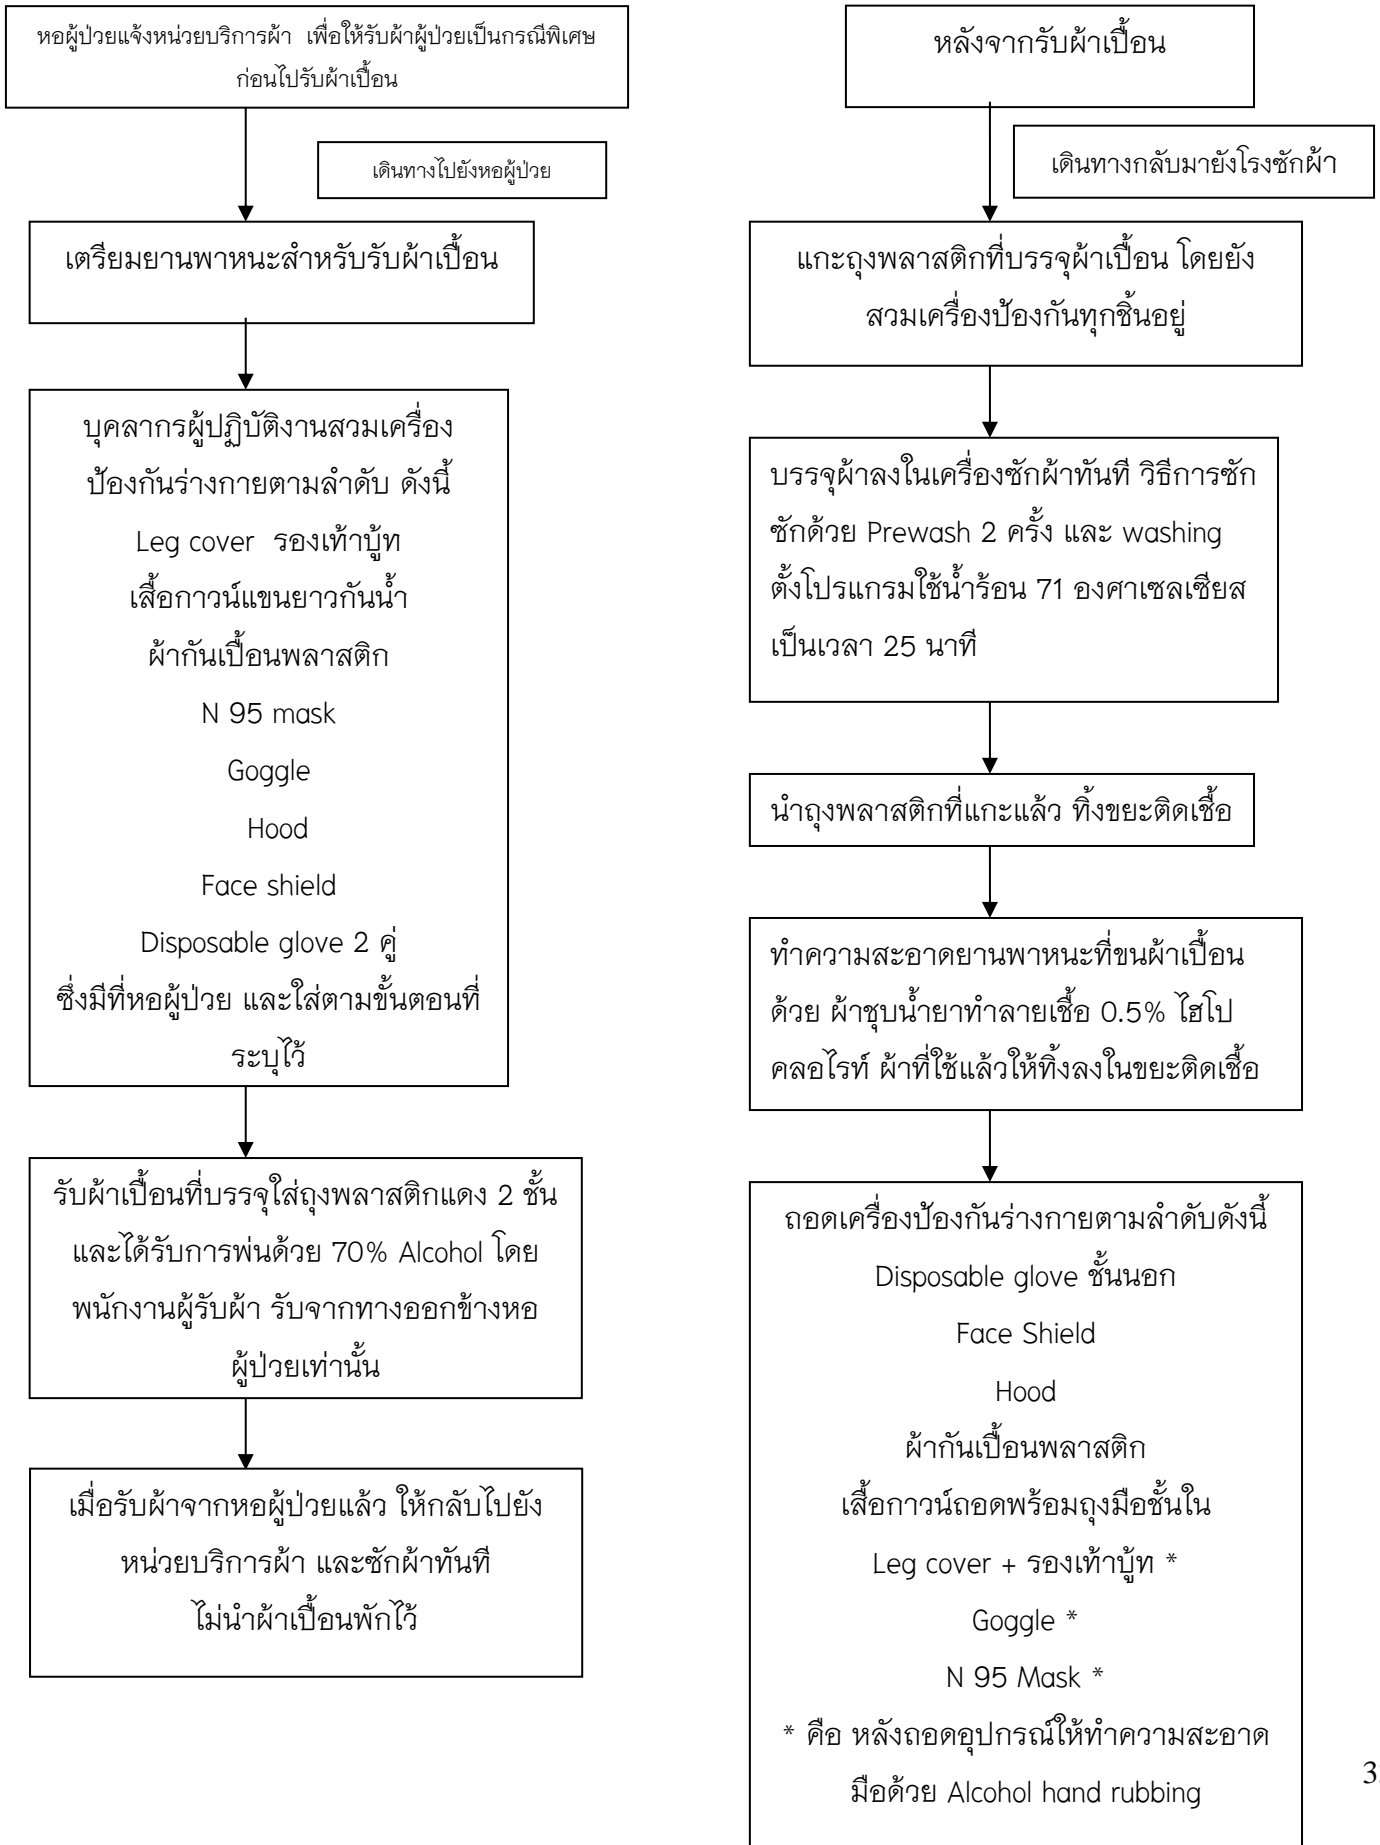 หอผู้ป่วยแจ้งหน่วยบริการผ้า เพื่อให้รับผ้าผู้ป่วยเป็นกรณีพิเศษ
ก่อนไปรับผ้าเปื้อน
เดินทางไปยังหอผู้ป่วย
เตรียมยานพาหนะสำหรับรับผ้าเปื้อน
บุคลากรผู้ปฏิบัติงานสวมเครื่อง
ป้องกันร่างกายตามลำดับ ดังนี้
Leg cover รองเท้าบู้ท
เสื้อกาวน์แขนยาวกันน้ำ
ผ้ากันเปื้อนพลาสติก
N 95 mask
Goggle
Hood
Face shield
Disposable glove 2 คู่
ซึ่งมีที่หอผู้ป่วย และใส่ตามขั้นตอนที่
ระบุไว้
รับผ้าเปื้อนที่บรรจุใส่ถุงพลาสติกแดง 2 ชั้น
และได้รับการพ่นด้วย 70% Alcohol โดย
พนักงานผู้รับผ้า รับจากทางออกข้างหอ
ผู้ป่วยเท่านั้น
เมื่อรับผ้าจากหอผู้ป่วยแล้ว ให้กลับไปยัง
หน่วยบริการผ้า และซักผ้าทันที
ไม่นำผ้าเปื้อนพักไว้
หลังจากรับผ้าเปื้อน
เดินทางกลับมายังโรงซักผ้า
แกะถุงพลาสติกที่บรรจุผ้าเปื้อน โดยยัง
สวมเครื่องป้องกันทุกชิ้นอยู่
บรรจุผ้าลงในเครื่องซักผ้าทันที วิธีการซัก
ซักด้วย Prewash 2 ครั้ง และ washing
ตั้งโปรแกรมใช้น้ำร้อน 71 องศาเซลเซียส
เป็นเวลา 25 นาที
นำถุงพลาสติกที่แกะแล้ว ทิ้งขยะติดเชื้อ
ทำความสะอาดยานพาหนะที่ขนผ้าเปื้อน
ด้วย ผ้าชุบน้ำยาทำลายเชื้อ 0.5% ไฮโป
คลอไรท์ ผ้าที่ใช้แล้วให้ทิ้งลงในขยะติดเชื้อ
ถอดเครื่องป้องกันร่างกายตามลำดับดังนี้
Disposable glove ชั้นนอก
Face Shield
Hood
ผ้ากันเปื้อนพลาสติก
เสื้อกาวน์ถอดพร้อมถุงมือชั้นใน
Leg cover + รองเท้าบู้ท *
Goggle *
N 95 Mask *
* คือ หลังถอดอุปกรณ์ให้ทำความสะอาด
มือด้วย Alcohol hand rubbing